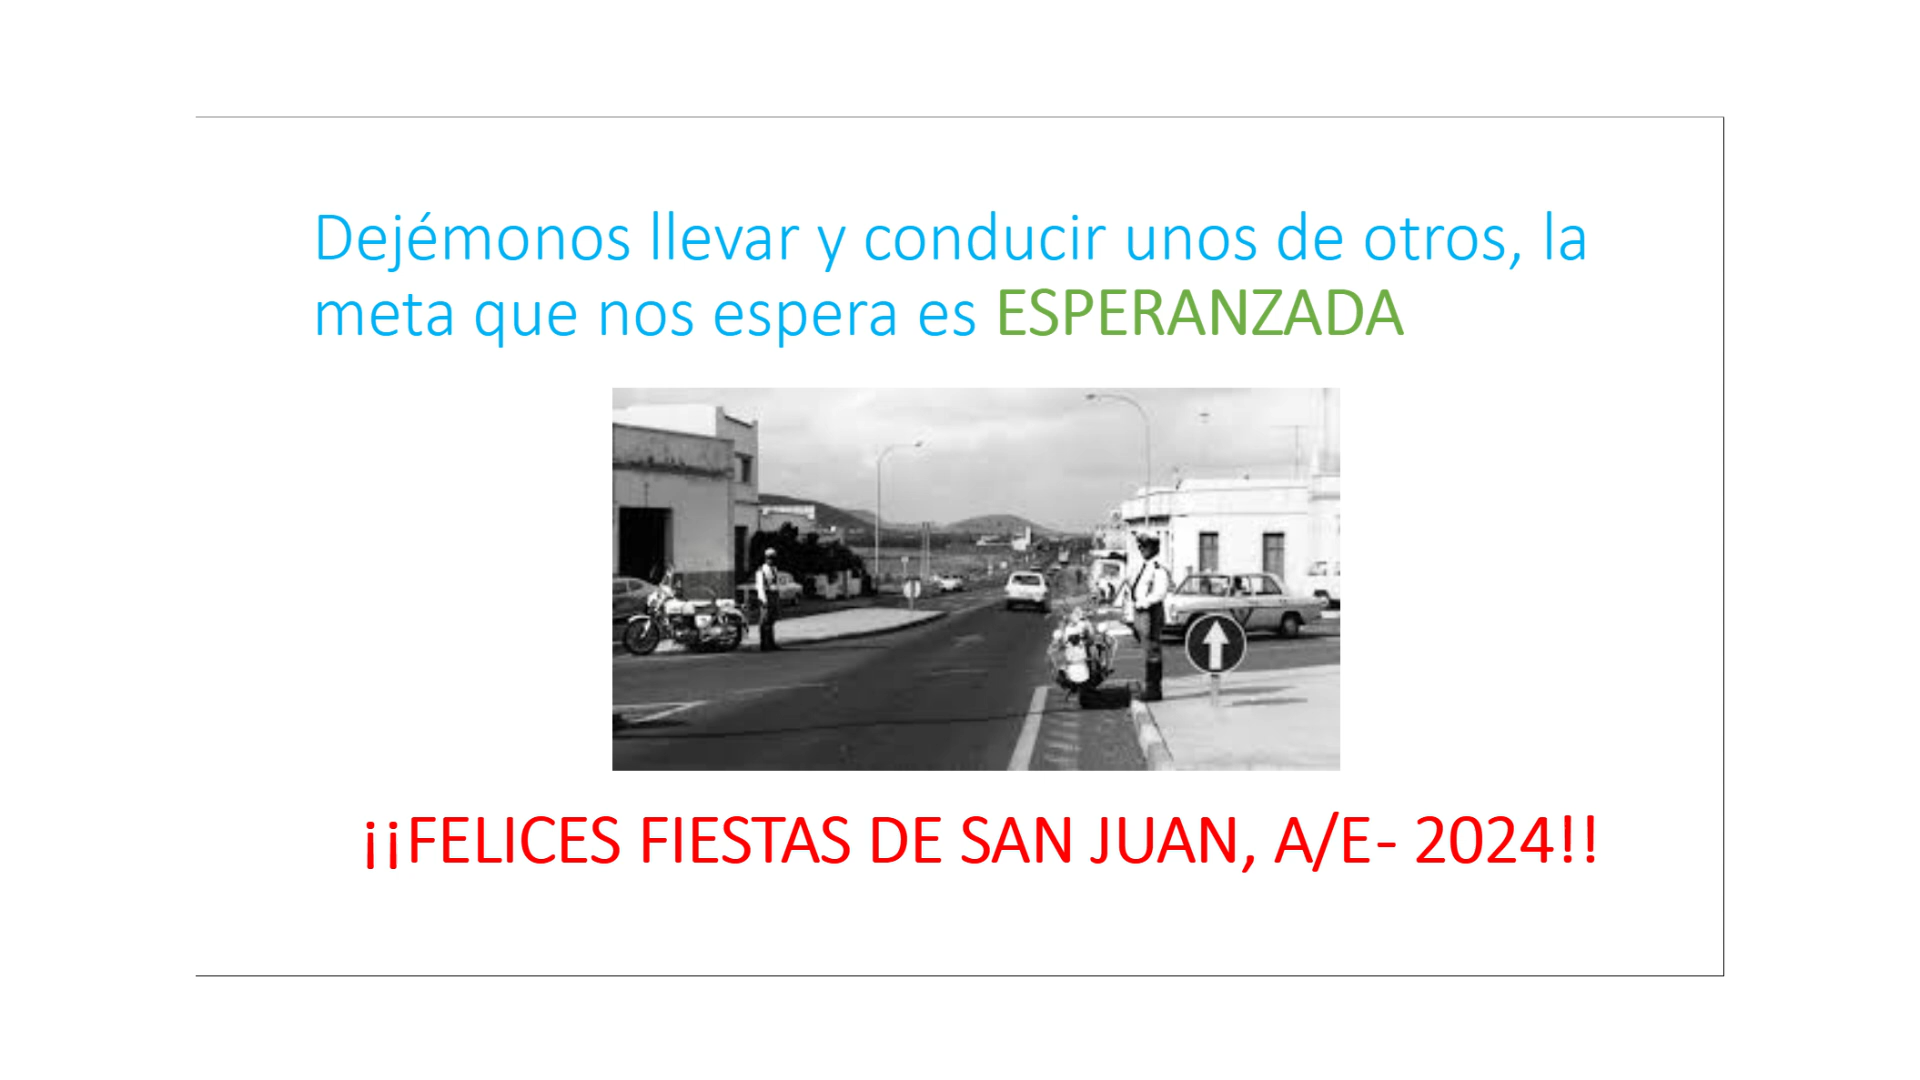 Dejémonos llevar y conducir unos de otros, la
meta que nos espera es ESPERANZADA
¡¡FELICES FIESTAS DE SAN JUAN, A/E- 2024!!